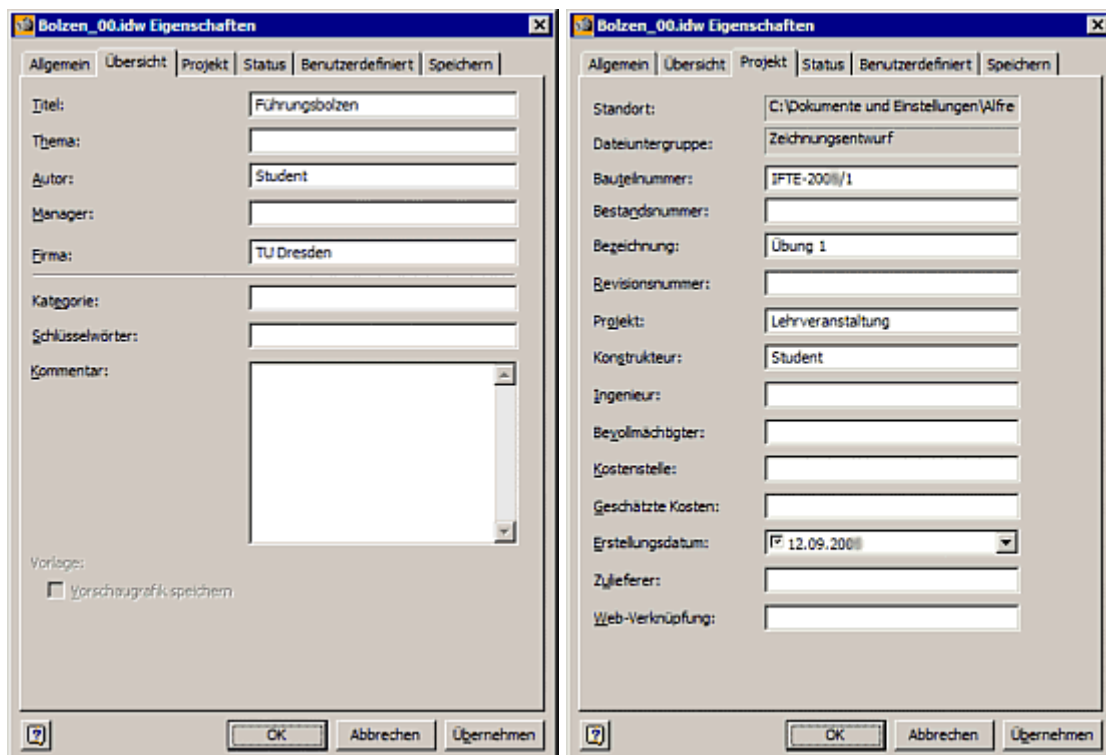 Bolzen_00.idw Eigenschaften
Allgemein Übersicht Projekt Status Benutzerdefiniert Speichern
Titel: Führungsbolzen
Thema:
Autor: Student
Manager:
Firma: TU Dresden
Kategorie:
Schlüsselwörter:
Kommentar:
Vorlage:
Vorschaugrafik speichern
OK Abbrechen Übernehmen
Bolzen_00.idw Eigenschaften
Allgemein Übersicht Projekt Status Benutzerdefiniert Speichern
Standort: C:\Dokumente und Einstellungen\Alfre
Dateiuntergruppe: Zeichnungsentwurf
Bauteilnummer:
Bestandsnummer:
Bezeichnung: Übung 1
Revisionsnummer:
Projekt: Lehrveranstaltung
Konstrukteur: Student
Ingenieur:
Bevollmächtigter:
Kostenstelle:
Geschätzte Kosten:
Erstellungsdatum:
Zulieferer:
Web-Verknüpfung:
OK Abbrechen Übernehmen